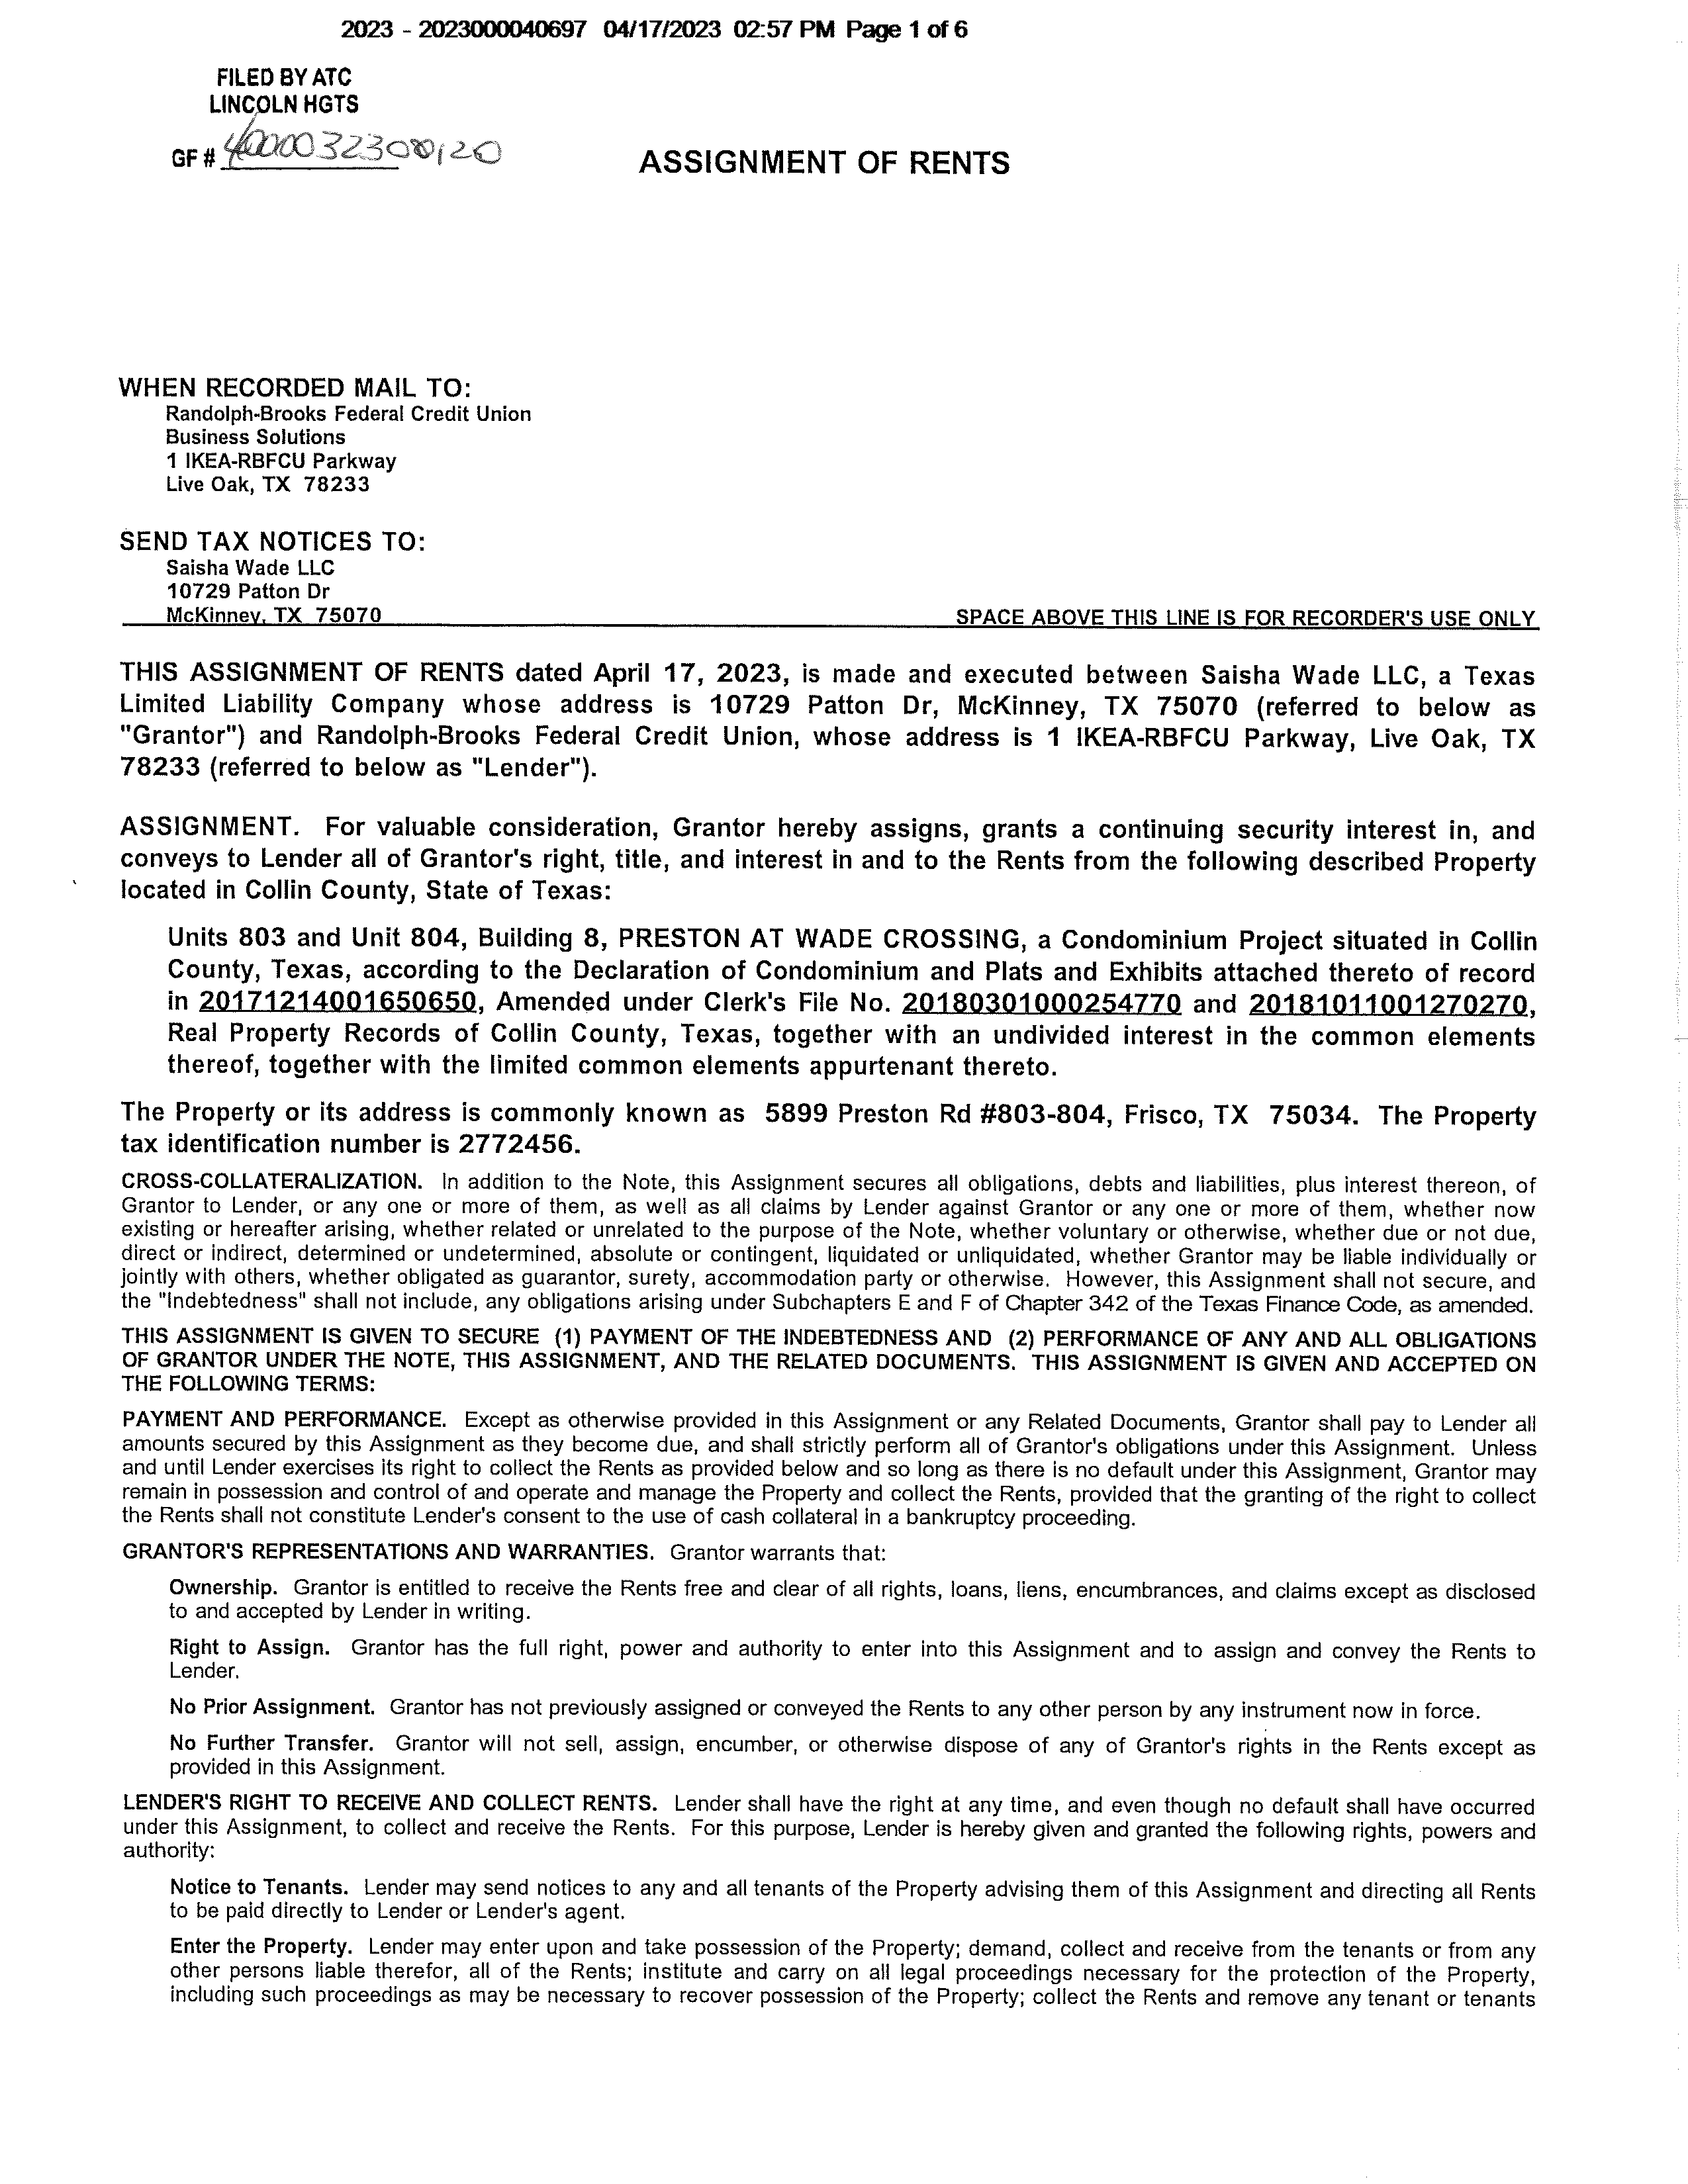 2023 - 2023000040697 04/17/2023 02:57 PM Page 1 of 6
FILED BY ATC
LINCOLN HGTS
GF #
ASSIGNMENT OF RENTS
WHEN RECORDED MAIL TO:
Randolph-Brooks Federal Credit Union
Business Solutions
1 IKEA-RBFCU Parkway
Live Oak, TX 78233
SEND TAX NOTICES TO:
Saisha Wade LLC
10729 Patton Dr
McKinney, TX 75070
SPACE ABOVE THIS LINE IS FOR RECORDER'S USE ONLY
THIS ASSIGNMENT OF RENTS dated April 17, 2023, is made and executed between Saisha Wade LLC, a Texas
Limited Liability Company whose address is 10729 Patton Dr, McKinney, TX 75070 (referred to below as
"Grantor") and Randolph-Brooks Federal Credit Union, whose address is 1 IKEA-RBFCU Parkway, Live Oak, TX
78233 (referred to below as "Lender").
ASSIGNMENT. For valuable consideration, Grantor hereby assigns, grants a continuing security interest in, and
conveys to Lender all of Grantor's right, title, and interest in and to the Rents from the following described Property
located in Collin County, State of Texas:
Units 803 and Unit 804, Building 8, PRESTON AT WADE CROSSING, a Condominium Project situated in Collin
County, Texas, according to the Declaration of Condominium and Plats and Exhibits attached thereto of record
in 20171214001650650, Amended under Clerk's File No. 20180301000254770 and 20181011001270270,
Real Property Records of Collin County, Texas, together with an undivided interest in the common elements
thereof, together with the limited common elements appurtenant thereto.
The Property or its address is commonly known as 5899 Preston Rd #803-804, Frisco, TX 75034. The Property
tax identification number is 2772456.
CROSS-COLLATERALIZATION. In addition to the Note, this Assignment secures all obligations, debts and liabilities, plus interest thereon, of
Grantor to Lender, or any one or more of them, as well as all claims by Lender against Grantor or any one or more of them, whether now
existing or hereafter arising, whether related or unrelated to the purpose of the Note, whether voluntary or otherwise, whether due or not due,
direct or indirect, determined or undetermined, absolute or contingent, liquidated or unliquidated, whether Grantor may be liable individually or
jointly with others, whether obligated as guarantor, surety, accommodation party or otherwise. However, this Assignment shall not secure, and
the "Indebtedness" shall not include, any obligations arising under Subchapters E and F of Chapter 342 of the Texas Finance Code, as amended.
THIS ASSIGNMENT IS GIVEN TO SECURE (1) PAYMENT OF THE INDEBTEDNESS AND (2) PERFORMANCE OF ANY AND ALL OBLIGATIONS
OF GRANTOR UNDER THE NOTE, THIS ASSIGNMENT, AND THE RELATED DOCUMENTS. THIS ASSIGNMENT IS GIVEN AND ACCEPTED ON
THE FOLLOWING TERMS:
PAYMENT AND PERFORMANCE. Except as otherwise provided in this Assignment or any Related Documents, Grantor shall pay to Lender all
amounts secured by this Assignment as they become due, and shall strictly perform all of Grantor's obligations under this Assignment. Unless
and until Lender exercises its right to collect the Rents as provided below and so long as there is no default under this Assignment, Grantor may
remain in possession and control of and operate and manage the Property and collect the Rents, provided that the granting of the right to collect
the Rents shall not constitute Lender's consent to the use of cash collateral in a bankruptcy proceeding.
GRANTOR'S REPRESENTATIONS AND WARRANTIES. Grantor warrants that:
Ownership. Grantor is entitled to receive the Rents free and clear of all rights, loans, liens, encumbrances, and claims except as disclosed
to and accepted by Lender in writing.
Right to Assign. Grantor has the full right, power and authority to enter into this Assignment and to assign and convey the Rents to
Lender.
No Prior Assignment. Grantor has not previously assigned or conveyed the Rents to any other person by any instrument now in force.
No Further Transfer. Grantor will not sell, assign, encumber, or otherwise dispose of any of Grantor's rights in the Rents except as
provided in this Assignment.
LENDER'S RIGHT TO RECEIVE AND COLLECT RENTS. Lender shall have the right at any time, and even though no default shall have occurred
under this Assignment, to collect and receive the Rents. For this purpose, Lender is hereby given and granted the following rights, powers and
authority:
Notice to Tenants. Lender may send notices to any and all tenants of the Property advising them of this Assignment and directing all Rents
to be paid directly to Lender or Lender's agent.
Enter the Property. Lender may enter upon and take possession of the Property; demand, collect and receive from the tenants or from any
other persons liable therefor, all of the Rents; institute and carry on all legal proceedings necessary for the protection of the Property,
including such proceedings as may be necessary to recover possession of the Property; collect the Rents and remove any tenant or tenants